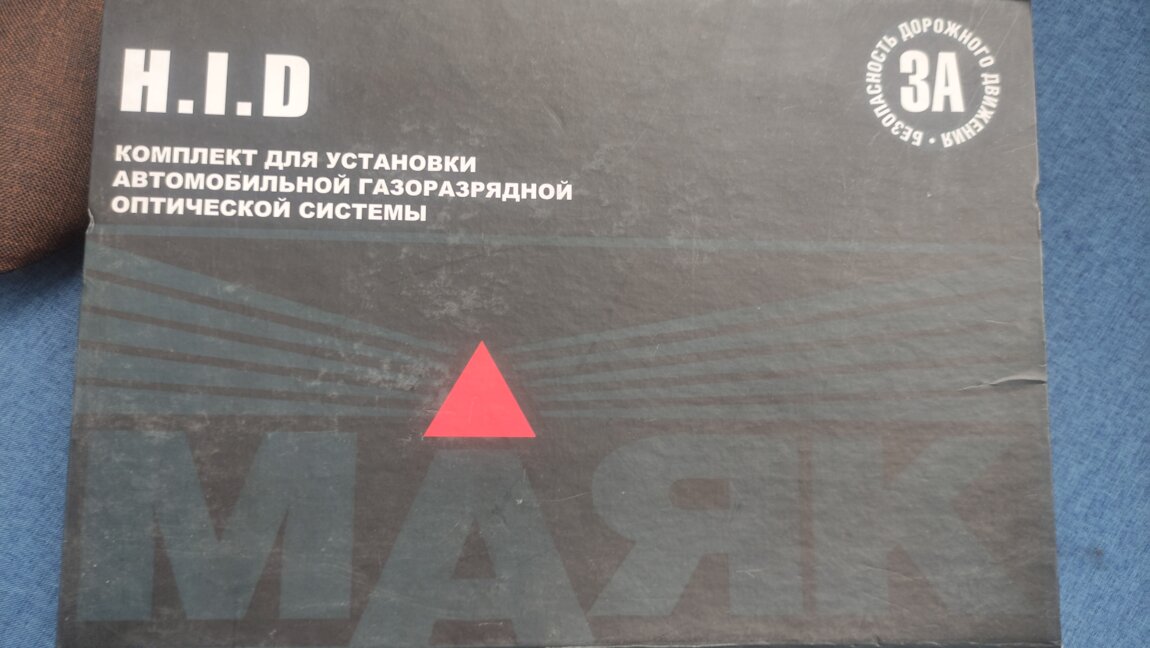 H.I.D
КОМПЛЕКТ ДЛЯ УСТАНОВКИ
АВТОМОБИЛЬНОЙ ГАЗОРАЗРЯДНОЙ
ОПТИЧЕСКОЙ СИСТЕМЫ
ЗА
БЕЗОПАСНОСТЬ ДОРОЖНОГО ДВИЖЕНИЯ •
МАЯК